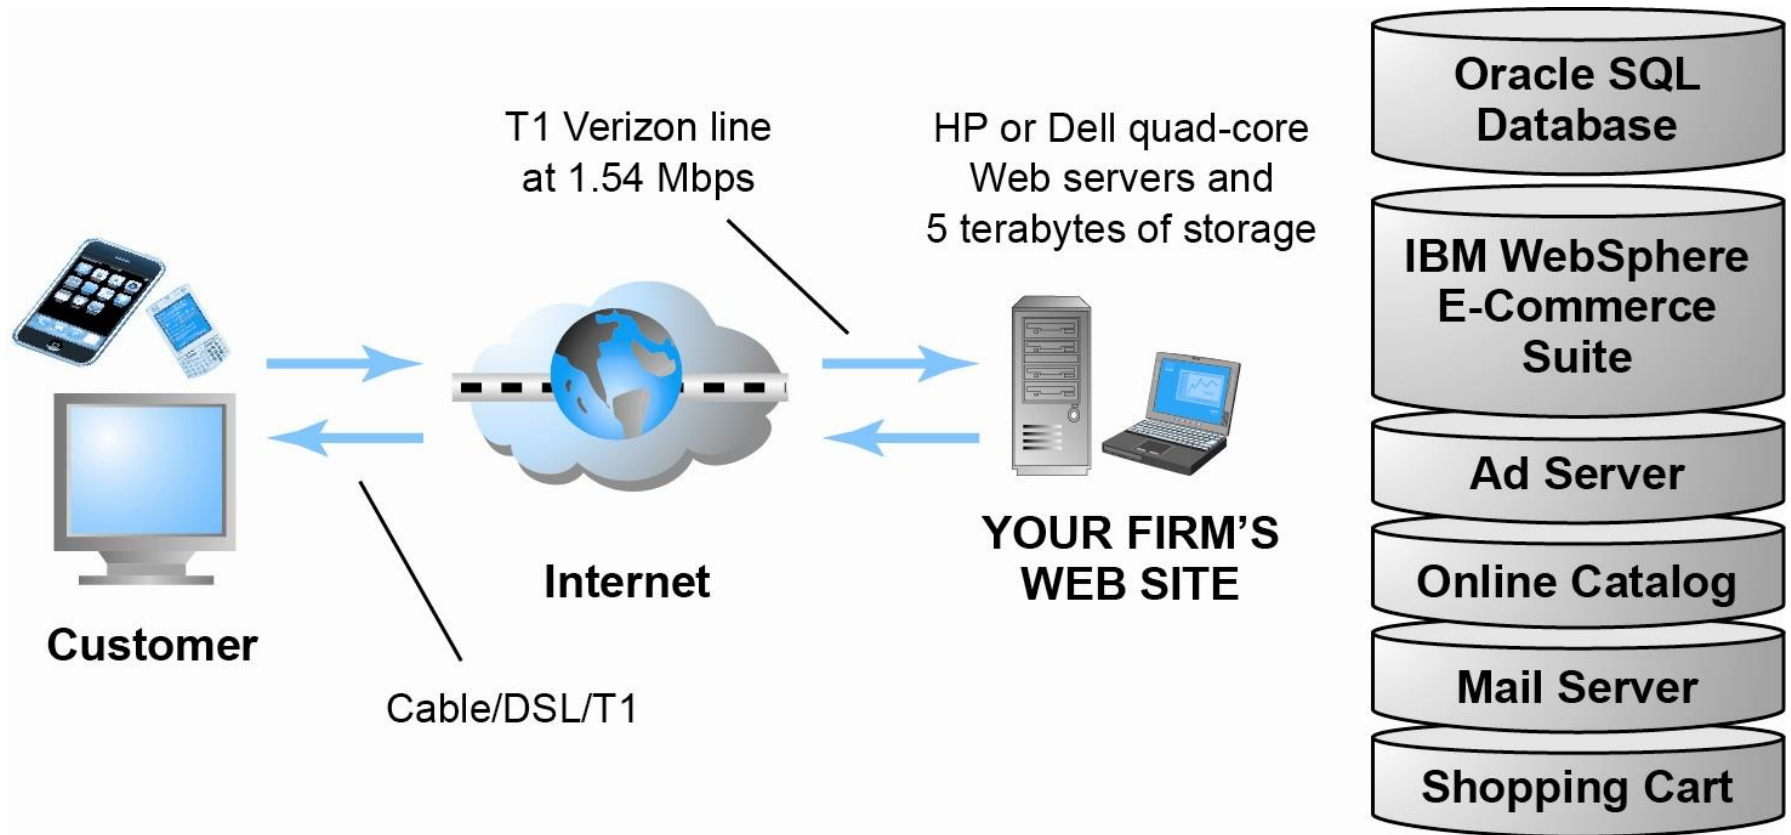 T1 Verizon line
at 1.54 Mbps
HP or Dell quad-core
Web servers and
5 terabytes of storage
Customer
Cable/DSL/T1
Internet
YOUR FIRM’S
WEB SITE
Oracle SQL
Database
IBM WebSphere
E-Commerce
Suite
Ad Server
Online Catalog
Mail Server
Shopping Cart